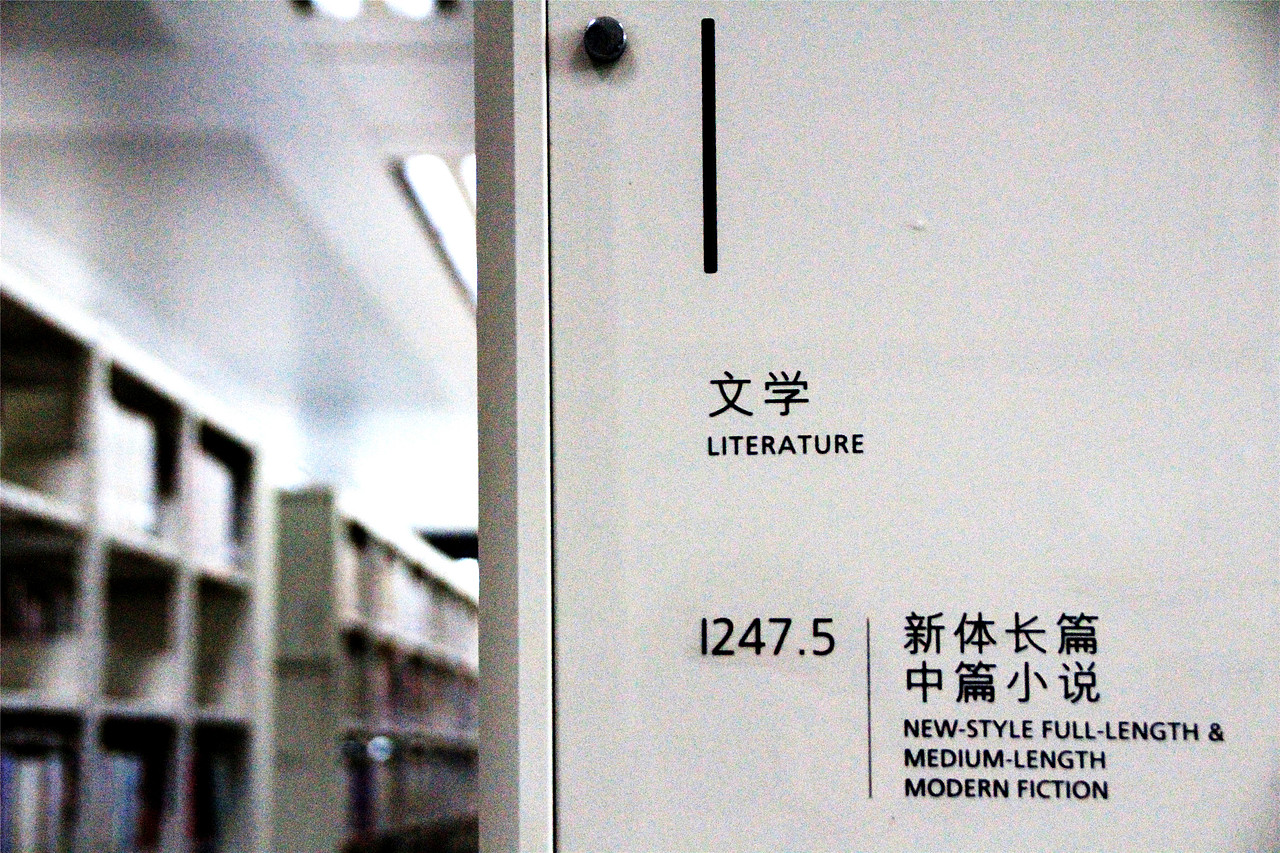 I
文学
LITERATURE
I247.5
新体长篇
中篇小说
NEW-STYLE FULL-LENGTH &
MEDIUM-LENGTH
MODERN FICTION